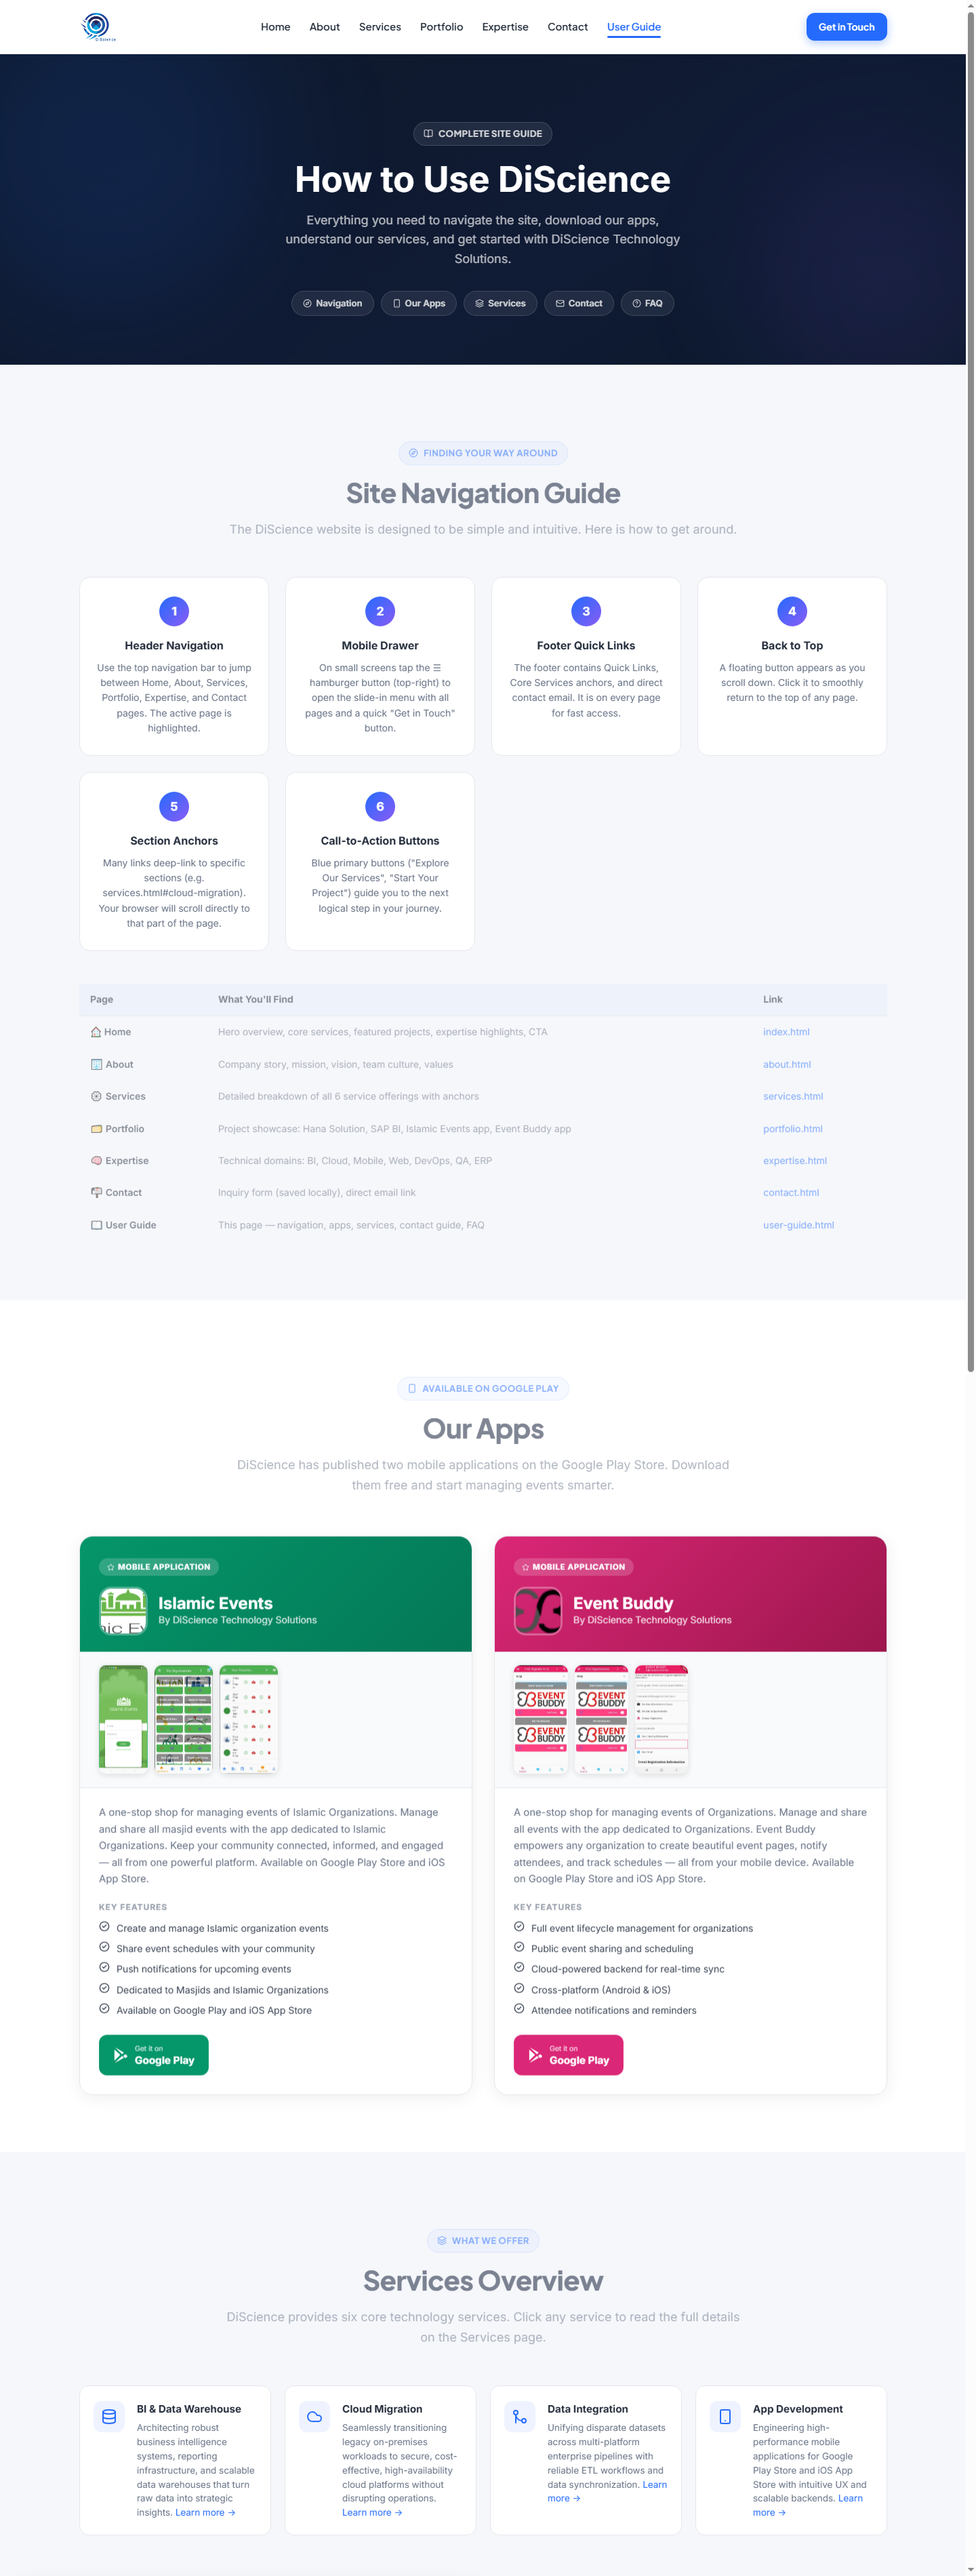 DiScience
Home About Services Portfolio Expertise Contact User Guide Get in Touch
COMPLETE SITE GUIDE
How to Use DiScience
Everything you need to navigate the site, download our apps,
understand our services, and get started with DiScience Technology
Solutions.
Navigation Our Apps Services Contact FAQ
FINDING YOUR WAY AROUND
Site Navigation Guide
The DiScience website is designed to be simple and intuitive. Here is how to get around.
1
Header Navigation
Use the top navigation bar to jump
between Home, About, Services,
Portfolio, Expertise, and Contact
pages. The active page is
highlighted.
2
Mobile Drawer
On small screens tap the ☰
hamburger button (top-right) to
open the slide-in menu with all
pages and a quick "Get in Touch"
button.
3
Footer Quick Links
The footer contains Quick Links,
Core Services anchors, and direct
contact email. It is on every page
for fast access.
4
Back to Top
A floating button appears as you
scroll down. Click it to smoothly
return to the top of any page.
5
Section Anchors
Many links deep-link to specific
sections (e.g.
services.html#cloud-migration).
Your browser will scroll directly to
that part of the page.
6
Call-to-Action Buttons
Blue primary buttons ("Explore
Our Services", "Start Your
Project") guide you to the next
logical step in your journey.
Page What You'll Find Link
Home Hero overview, core services, featured projects, expertise highlights, CTA index.html
About Company story, mission, vision, team culture, values about.html
Services Detailed breakdown of all 6 service offerings with anchors services.html
Portfolio Project showcase: Hana Solution, SAP BI, Islamic Events app, Event Buddy app portfolio.html
Expertise Technical domains: BI, Cloud, Mobile, Web, DevOps, QA, ERP expertise.html
Contact Inquiry form (saved locally), direct email link contact.html
User Guide This page — navigation, apps, services, contact guide, FAQ user-guide.html
AVAILABLE ON GOOGLE PLAY
Our Apps
DiScience has published two mobile applications on the Google Play Store. Download
them free and start managing events smarter.
MOBILE APPLICATION
Islamic Events
By DiScience Technology Solutions
A one-stop shop for managing events of Islamic Organizations. Manage
and share all masjid events with the app dedicated to Islamic
Organizations. Keep your community connected, informed, and engaged
— all from one powerful platform. Available on Google Play Store and iOS
App Store.
KEY FEATURES
Create and manage Islamic organization events
Share event schedules with your community
Push notifications for upcoming events
Dedicated to Masjids and Islamic Organizations
Available on Google Play and iOS App Store
Get it on
Google Play
MOBILE APPLICATION
Event Buddy
By DiScience Technology Solutions
EVENT
BUDDY
EVENT
BUDDY
EVENT
BUDDY
EVENT
BUDDY
A one-stop shop for managing events of Organizations. Manage and share
all events with the app dedicated to Organizations. Event Buddy
empowers any organization to create beautiful event pages, notify
attendees, and track schedules — all from your mobile device. Available
on Google Play Store and iOS App Store.
KEY FEATURES
Full event lifecycle management for organizations
Public event sharing and scheduling
Cloud-powered backend for real-time sync
Cross-platform (Android & iOS)
Attendee notifications and reminders
Get it on
Google Play
WHAT WE OFFER
Services Overview
DiScience provides six core technology services. Click any service to read the full details
on the Services page.
BI & Data Warehouse
Architecting robust
business intelligence
systems, reporting
infrastructure, and scalable
data warehouses that turn
raw data into strategic
insights. Learn more →
Cloud Migration
Seamlessly transitioning
legacy on-premises
workloads to secure, cost-
effective, high-availability
cloud platforms without
disrupting operations.
Learn more →
Data Integration
Unifying disparate datasets
across multi-platform
enterprise pipelines with
reliable ETL workflows and
data synchronization. Learn
more →
App Development
Engineering high-
performance mobile
applications for Google
Play Store and iOS App
Store with intuitive UX and
scalable backends. Learn
more →